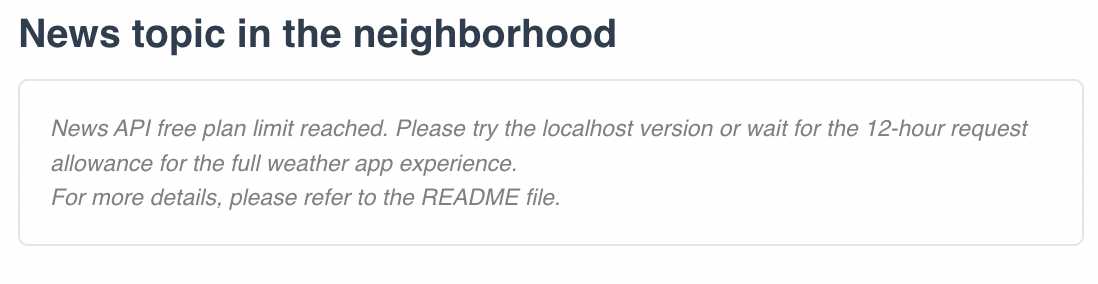 News topic in the neighborhood
News API free plan limit reached. Please try the localhost version or wait for the 12-hour request
allowance for the full weather app experience.
For more details, please refer to the README file.